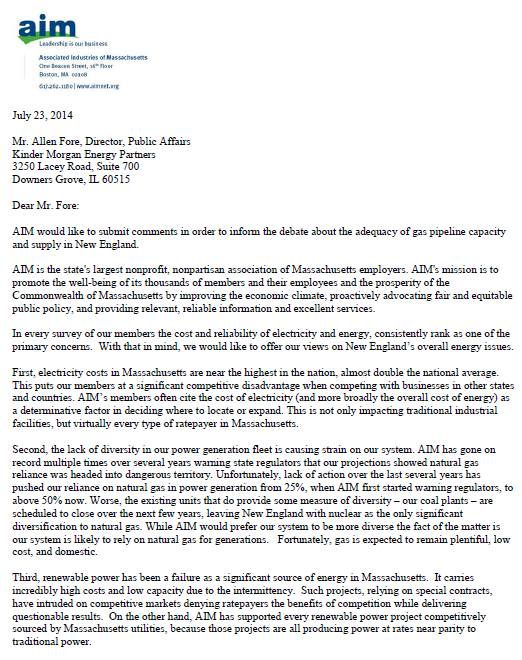 aim
Leadership is our business
Associated Industries of Massachusetts
One Beacon Street, 16th Floor
Boston, MA 02108
617.262.1180 | www.aimnet.org
July 23, 2014
Mr. Allen Fore, Director, Public Affairs
Kinder Morgan Energy Partners
3250 Lacey Road, Suite 700
Downers Grove, IL 60515
Dear Mr. Fore:
AIM would like to submit comments in order to inform the debate about the adequacy of gas pipeline capacity
and supply in New England.
AIM is the state's largest nonprofit, nonpartisan association of Massachusetts employers. AIM's mission is to
promote the well-being of its thousands of members and their employees and the prosperity of the
Commonwealth of Massachusetts by improving the economic climate, proactively advocating fair and equitable
public policy, and providing relevant, reliable information and excellent services.
In every survey of our members the cost and reliability of electricity and energy, consistently rank as one of the
primary concerns.  With that in mind, we would like to offer our views on New England's overall energy issues.
First, electricity costs in Massachusetts are near the highest in the nation, almost double the national average.
This puts our members at a significant competitive disadvantage when competing with businesses in other states
and countries. AIM's members often cite the cost of electricity (and more broadly the overall cost of energy) as
a determinative factor in deciding where to locate or expand. This is not only impacting traditional industrial
facilities, but virtually every type of ratepayer in Massachusetts.
Second, the lack of diversity in our power generation fleet is causing strain on our system. AIM has gone on
record multiple times over several years warning state regulators that our projections showed natural gas
reliance was headed into dangerous territory. Unfortunately, lack of action over the last several years has
pushed our reliance on natural gas in power generation from 25%, when AIM first started warning regulators, to
above 50% now. Worse, the existing units that do provide some measure of diversity – our coal plants – are
scheduled to close over the next few years, leaving New England with nuclear as the only significant
diversification to natural gas. While AIM would prefer our system to be more diverse the fact of the matter is
our system is likely to rely on natural gas for generations.   Fortunately, gas is expected to remain plentiful, low
cost, and domestic.
Third, renewable power has been a failure as a significant source of energy in Massachusetts.  It carries
incredibly high costs and low capacity due to the intermittency.  Such projects, relying on special contracts,
have intruded on competitive markets denying ratepayers the benefits of competition while delivering
questionable results.  On the other hand, AIM has supported every renewable power project competitively
sourced by Massachusetts utilities, because those projects are all producing power at rates near parity to
traditional power.